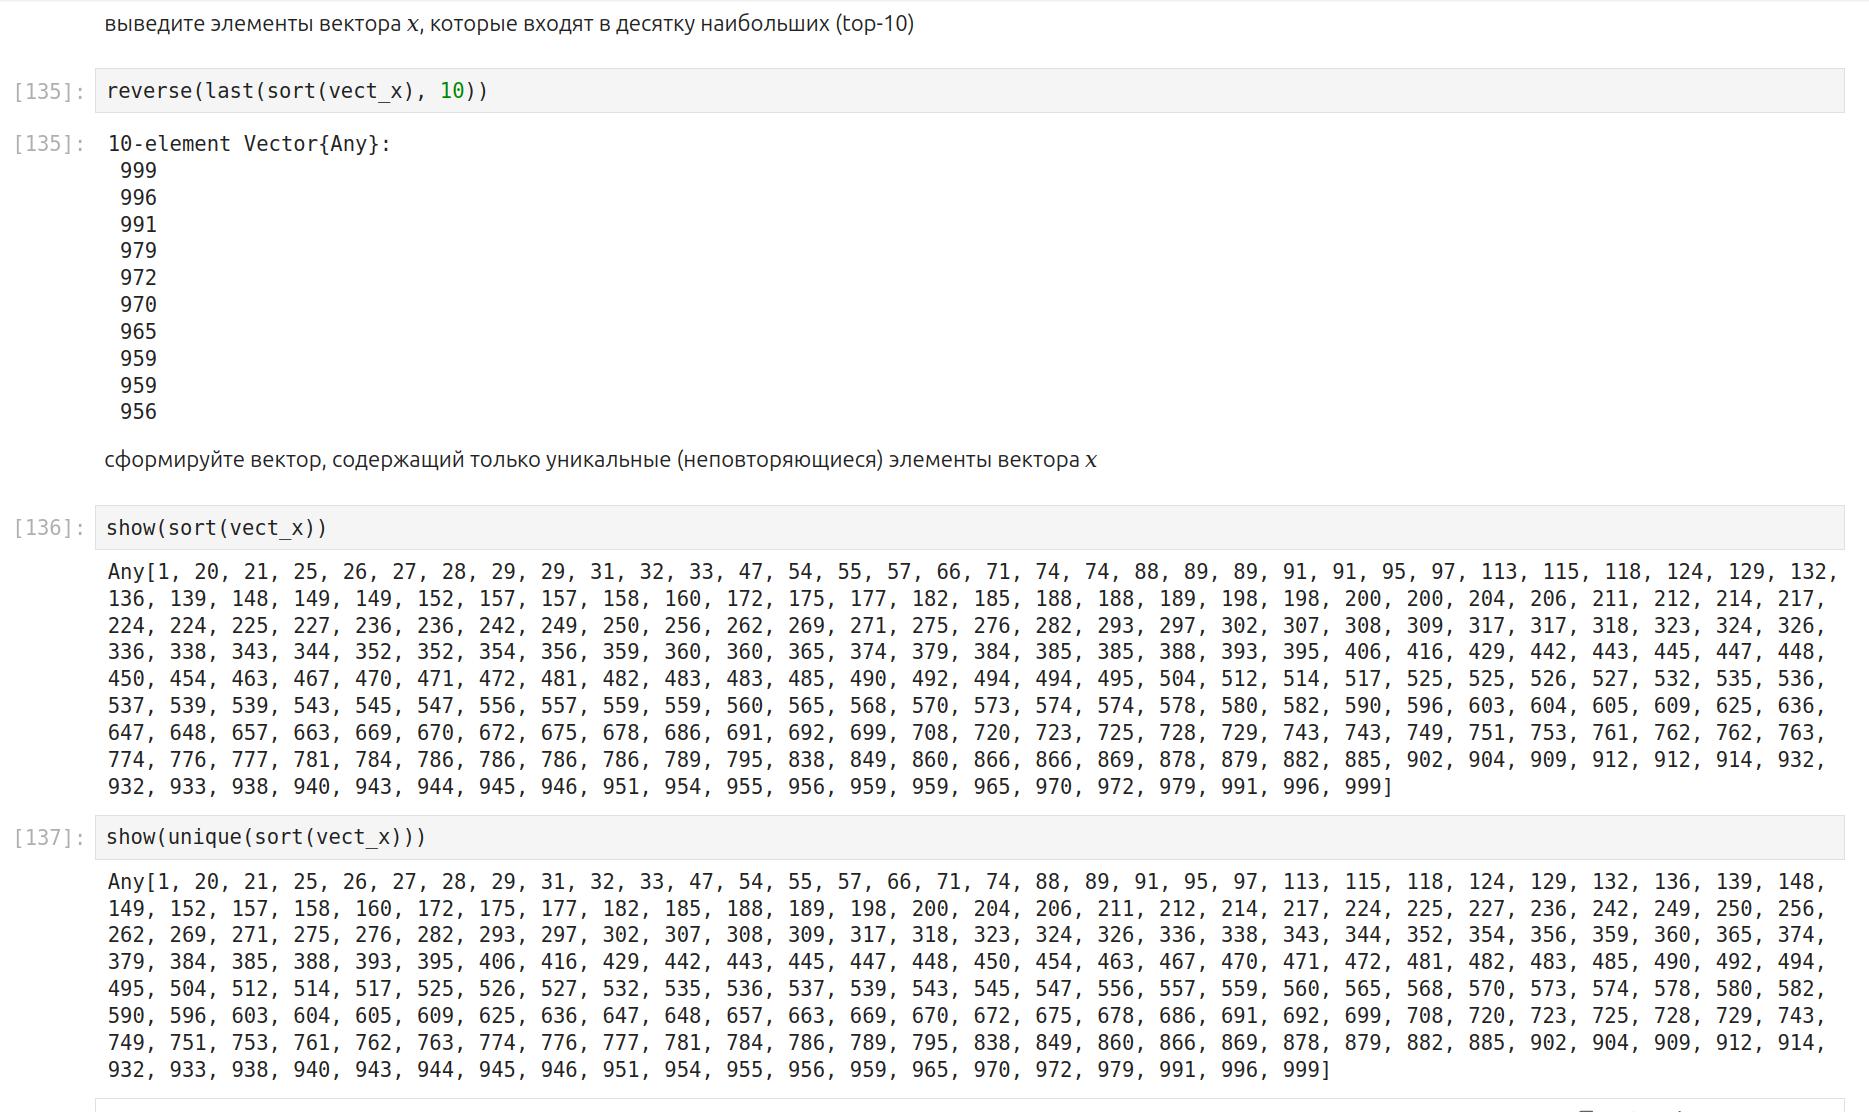 выведите элементы вектора x, которые входят в десятку наибольших (top-10)
[135]: reverse(last(sort(vect_x), 10))
[135]: 10-element Vector{Any}:
999
996
991
979
972
970
965
959
959
956
сформируйте вектор, содержащий только уникальные (неповторяющиеся) элементы вектора x
[136]: show(sort(vect_x))
Any[1, 20, 21, 25, 26, 27, 28, 29, 29, 31, 32, 33, 47, 54, 55, 57, 66, 71, 74, 74, 88, 89, 89, 91, 91, 95, 97, 113, 115, 118, 124, 129, 132,
136, 139, 148, 149, 149, 152, 157, 157, 158, 160, 172, 175, 177, 182, 185, 188, 188, 189, 198, 198, 200, 200, 204, 206, 211, 212, 214, 217,
224, 224, 225, 227, 236, 236, 242, 249, 250, 256, 262, 269, 271, 275, 276, 282, 293, 297, 302, 307, 308, 309, 317, 317, 318, 323, 324, 326,
336, 338, 343, 344, 352, 352, 354, 356, 359, 360, 360, 365, 374, 379, 384, 385, 385, 388, 393, 395, 406, 416, 429, 442, 443, 445, 447, 448,
450, 454, 463, 467, 470, 471, 472, 481, 482, 483, 483, 485, 490, 492, 494, 494, 495, 504, 512, 514, 517, 525, 525, 526, 527, 532, 535, 536,
537, 539, 539, 543, 545, 547, 556, 557, 559, 559, 560, 565, 568, 570, 573, 574, 574, 578, 580, 582, 590, 596, 603, 604, 605, 609, 625, 636,
647, 648, 657, 663, 669, 670, 672, 675, 678, 686, 691, 692, 699, 708, 720, 723, 725, 728, 729, 743, 743, 749, 751, 753, 761, 762, 762, 763,
774, 776, 777, 781, 784, 786, 786, 786, 786, 789, 795, 838, 849, 860, 866, 866, 869, 878, 879, 882, 885, 902, 904, 909, 912, 912, 914, 932,
932, 933, 938, 940, 943, 944, 945, 946, 951, 954, 955, 956, 959, 959, 965, 970, 972, 979, 991, 996, 999]
[137]: show(unique(sort(vect_x)))
Any[1, 20, 21, 25, 26, 27, 28, 29, 31, 32, 33, 47, 54, 55, 57, 66, 71, 74, 88, 89, 91, 95, 97, 113, 115, 118, 124, 129, 132, 136, 139, 148,
149, 152, 157, 158, 160, 172, 175, 177, 182, 185, 188, 189, 198, 200, 204, 206, 211, 212, 214, 217, 224, 225, 227, 236, 242, 249, 250, 256,
262, 269, 271, 275, 276, 282, 293, 297, 302, 307, 308, 309, 317, 318, 323, 324, 326, 336, 338, 343, 344, 352, 354, 356, 359, 360, 365, 374,
379, 384, 385, 388, 393, 395, 406, 416, 429, 442, 443, 445, 447, 448, 450, 454, 463, 467, 470, 471, 472, 481, 482, 483, 485, 490, 492, 494,
495, 504, 512, 514, 517, 525, 526, 527, 532, 535, 536, 537, 539, 543, 545, 547, 556, 557, 559, 560, 565, 568, 570, 573, 574, 578, 580, 582,
590, 596, 603, 604, 605, 609, 625, 636, 647, 648, 657, 663, 669, 670, 672, 675, 678, 686, 691, 692, 699, 708, 720, 723, 725, 728, 729, 743,
749, 751, 753, 761, 762, 763, 774, 776, 777, 781, 784, 786, 789, 795, 838, 849, 860, 866, 869, 878, 879, 882, 885, 902, 904, 909, 912, 914,
932, 933, 938, 940, 943, 944, 945, 946, 951, 954, 955, 956, 959, 965, 970, 972, 979, 991, 996, 999]